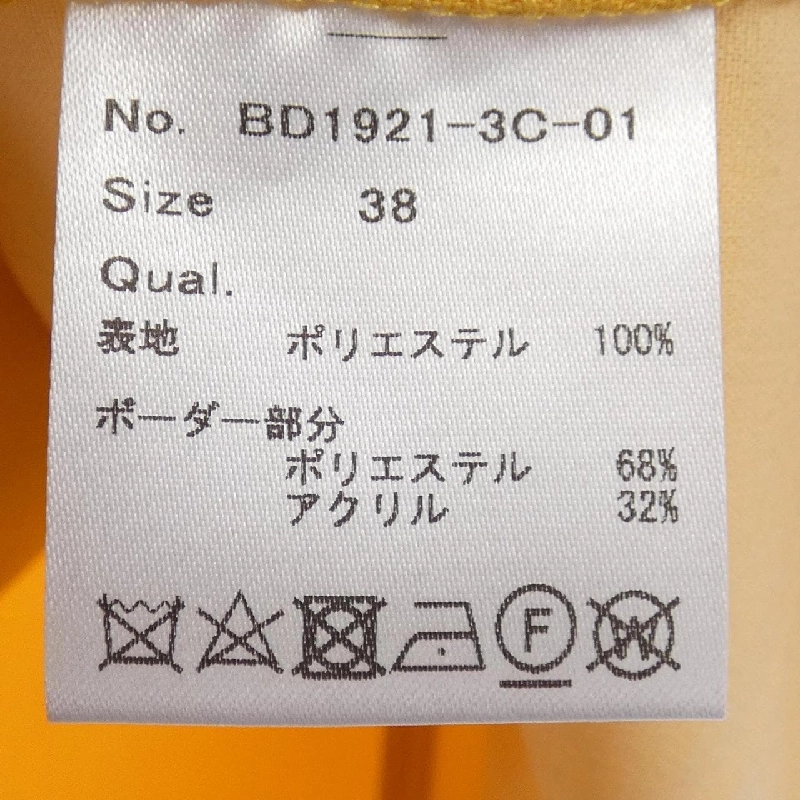 No. BD1921-3C-01
Size 38
Qual.
表地 ポリエステル 100%
ボーダー部分
ポリエステル 68%
アクリル 32%
F W